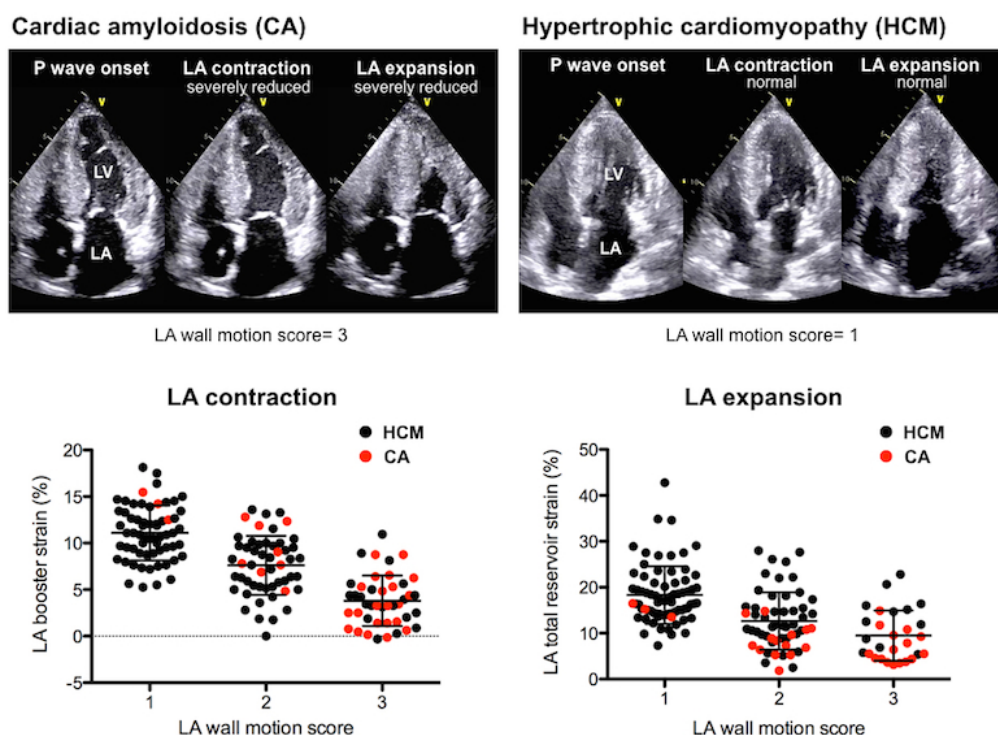 Cardiac amyloidosis (CA)
P wave onset
LA contraction
severely reduced
LA expansion
severely reduced
V
5
10
LV
LA
V
LA wall motion score= 3
Hypertrophic cardiomyopathy (HCM)
P wave onset
LA contraction
normal
LA expansion
normal
V
5
10
LV
LA
V
LA wall motion score= 1
LA contraction
HCM
CA
LA booster strain (%)
20
15
10
5
0
-5
1 2 3
LA wall motion score
LA expansion
HCM
CA
LA total reservoir strain (%)
50
40
30
20
10
0
1 2 3
LA wall motion score